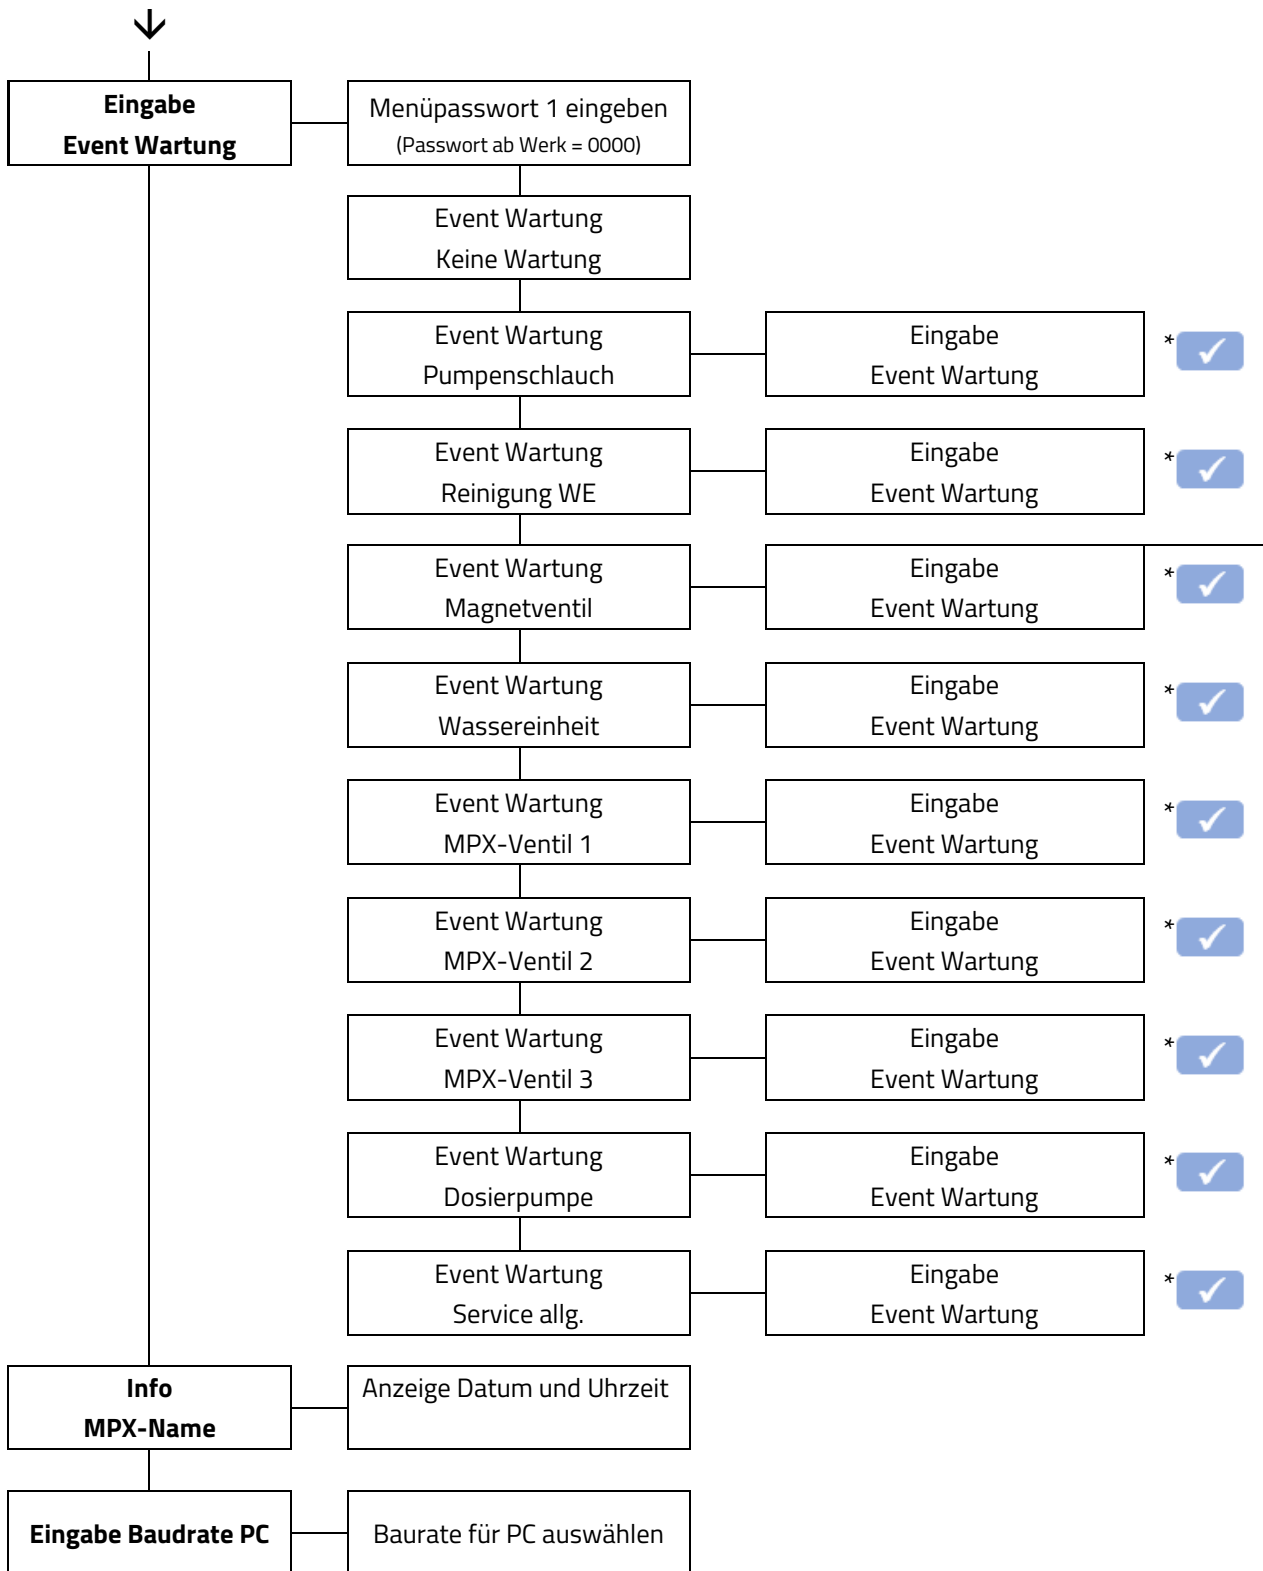 Eingabe
Event Wartung
Menüpasswort 1 eingeben
(Passwort ab Werk = 0000)
Event Wartung
Keine Wartung
Event Wartung
Pumpenschlauch
Eingabe
Event Wartung
*
Event Wartung
Reinigung WE
Eingabe
Event Wartung
*
Event Wartung
Magnetventil
Eingabe
Event Wartung
*
Event Wartung
Wassereinheit
Eingabe
Event Wartung
*
Event Wartung
MPX-Ventil 1
Eingabe
Event Wartung
*
Event Wartung
MPX-Ventil 2
Eingabe
Event Wartung
*
Event Wartung
MPX-Ventil 3
Eingabe
Event Wartung
*
Event Wartung
Dosierpumpe
Eingabe
Event Wartung
*
Event Wartung
Service allg.
Eingabe
Event Wartung
*
Info
MPX-Name
Anzeige Datum und Uhrzeit
Eingabe Baudrate PC
Baurate für PC auswählen